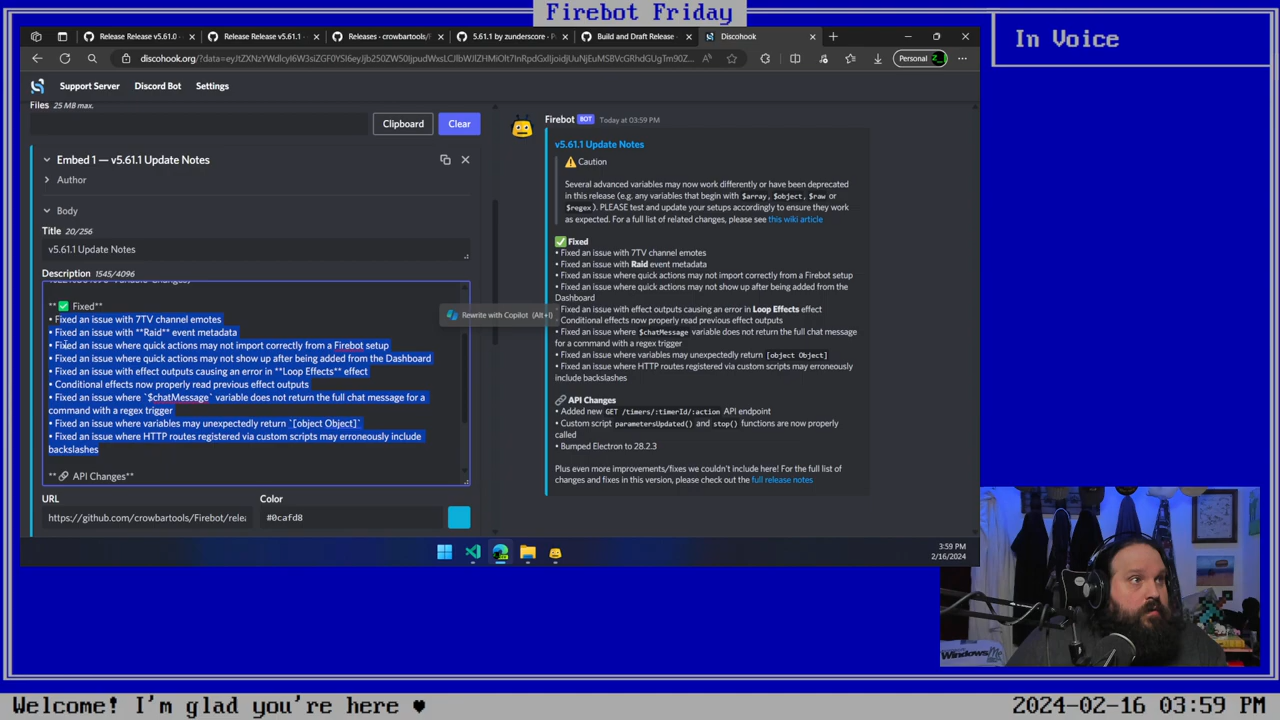 Firebot Friday
In Voice
Release Release v5.61.0
Release Release v5.61.1
Releases · crowbartools/F
5.61.1 by zunderscore · P
Build and Draft Release
Discohook
Personal
Support Server
Discord Bot
Settings
Files 25 MB max.
Clipboard
Clear
Embed 1 — v5.61.1 Update Notes
Author
Body
Title 20/256
v5.61.1 Update Notes
Description 1545/4096
**✅ Fixed**
• Fixed an issue with 7TV channel emotes
• Fixed an issue with **Raid** event metadata
• Fixed an issue where quick actions may not import correctly from a Firebot setup
• Fixed an issue where quick actions may not show up after being added from the Dashboard
• Fixed an issue with effect outputs causing an error in **Loop Effects** effect
• Conditional effects now properly read previous effect outputs
• Fixed an issue where `$chatMessage` variable does not return the full chat message for a
command with a regex trigger
• Fixed an issue where variables may unexpectedly return `[object Object]`
• Fixed an issue where HTTP routes registered via custom scripts may erroneously include
backslashes
**🔗 API Changes**
URL
Color
https://github.com/crowbartools/Firebot/rele
#0cafd8
Rewrite with Copilot (Alt+I)
Firebot BOT Today at 03:59 PM
v5.61.1 Update Notes
⚠️ Caution
Several advanced variables may now work differently or have been deprecated
in this release (e.g. any variables that begin with $array, $object, $raw or
$regex). PLEASE test and update your setups accordingly to ensure they work
as expected. For a full list of related changes, please see this wiki article
✅ Fixed
• Fixed an issue with 7TV channel emotes
• Fixed an issue with Raid event metadata
• Fixed an issue where quick actions may not import correctly from a Firebot setup
• Fixed an issue where quick actions may not show up after being added from the
Dashboard
Fixed an issue with effect outputs causing an error in Loop Effects effect
Conditional effects now properly read previous effect outputs
• Fixed an issue where $chatMessage variable does not return the full chat message
for a command with a regex trigger
• Fixed an issue where variables may unexpectedly return [object Object]
• Fixed an issue where HTTP routes registered via custom scripts may erroneously
include backslashes
🔗 API Changes
• Added new GET /timers/:timerId/:action API endpoint
• Custom script parametersUpdated() and stop() functions are now properly
called
• Bumped Electron to 28.2.3
Plus even more improvements/fixes we couldn't include here! For the full list of
changes and fixes in this version, please check out the full release notes
3:59 PM
2/16/2024
Windows Me
Welcome! I'm glad you're here ♥
2024-02-16 03:59 PM